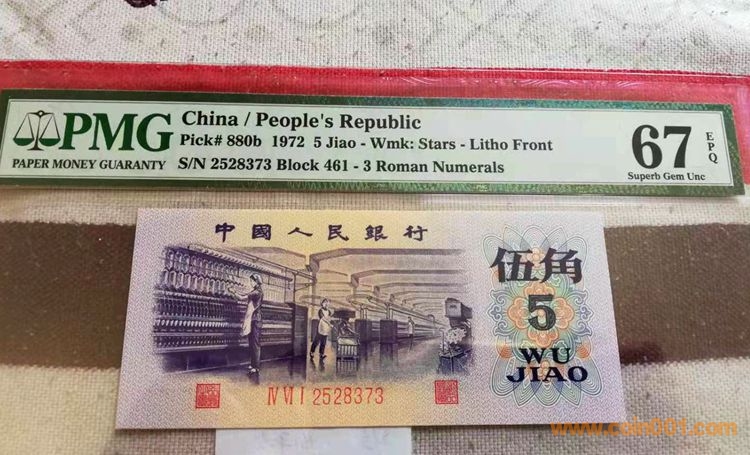 PMG
PAPER MONEY GUARANTY
China / People's Republic
Pick# 880b 1972 5 Jiao - Wmk: Stars - Litho Front
S/N 2528373 Block 461 - 3 Roman Numerals
67 EPQ
Superb Gem Unc
中國人民銀行
伍角
5
WU
JIAO
Ⅳ Ⅵ Ⅰ 2528373
www.coin001.com